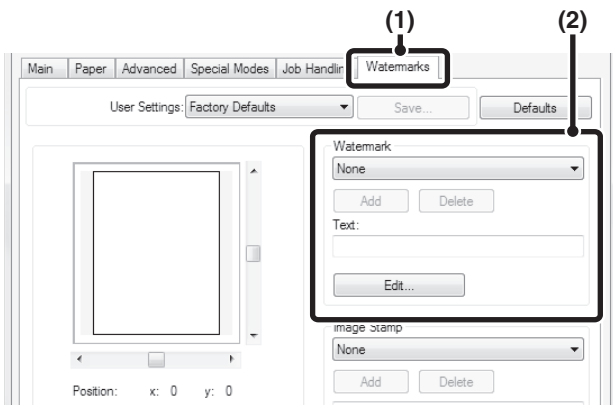 (1) (2)
Main Paper Advanced Special Modes Job Handlin Watermarks
User Settings: Factory Defaults Save... Defaults
Watermark
None
Add Delete
Text:
Edit...
Image Stamp
None
Add Delete
Position: x: 0 y: 0